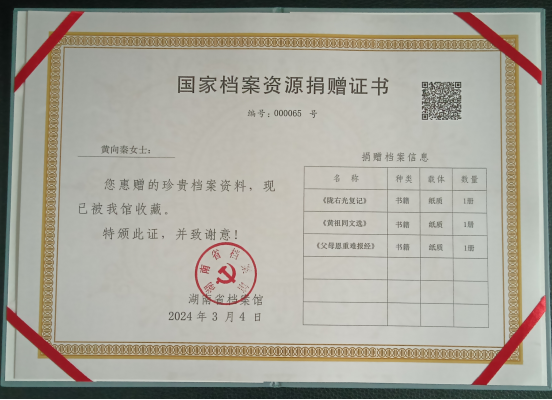 国家档案资源捐赠证书
编号：000065 号
黄向秦女士：
您惠赠的珍贵档案资料，现
已被我馆收藏。
特颁此证，并致谢意！
湖南省档案馆
2024 年 3 月 4 日
捐赠档案信息
名 称 种类 载体 数量
《陇右光复记》 书籍 纸质 1册
《黄祖同文选》 书籍 纸质 1册
《父母恩重难报经》 书籍 纸质 1册